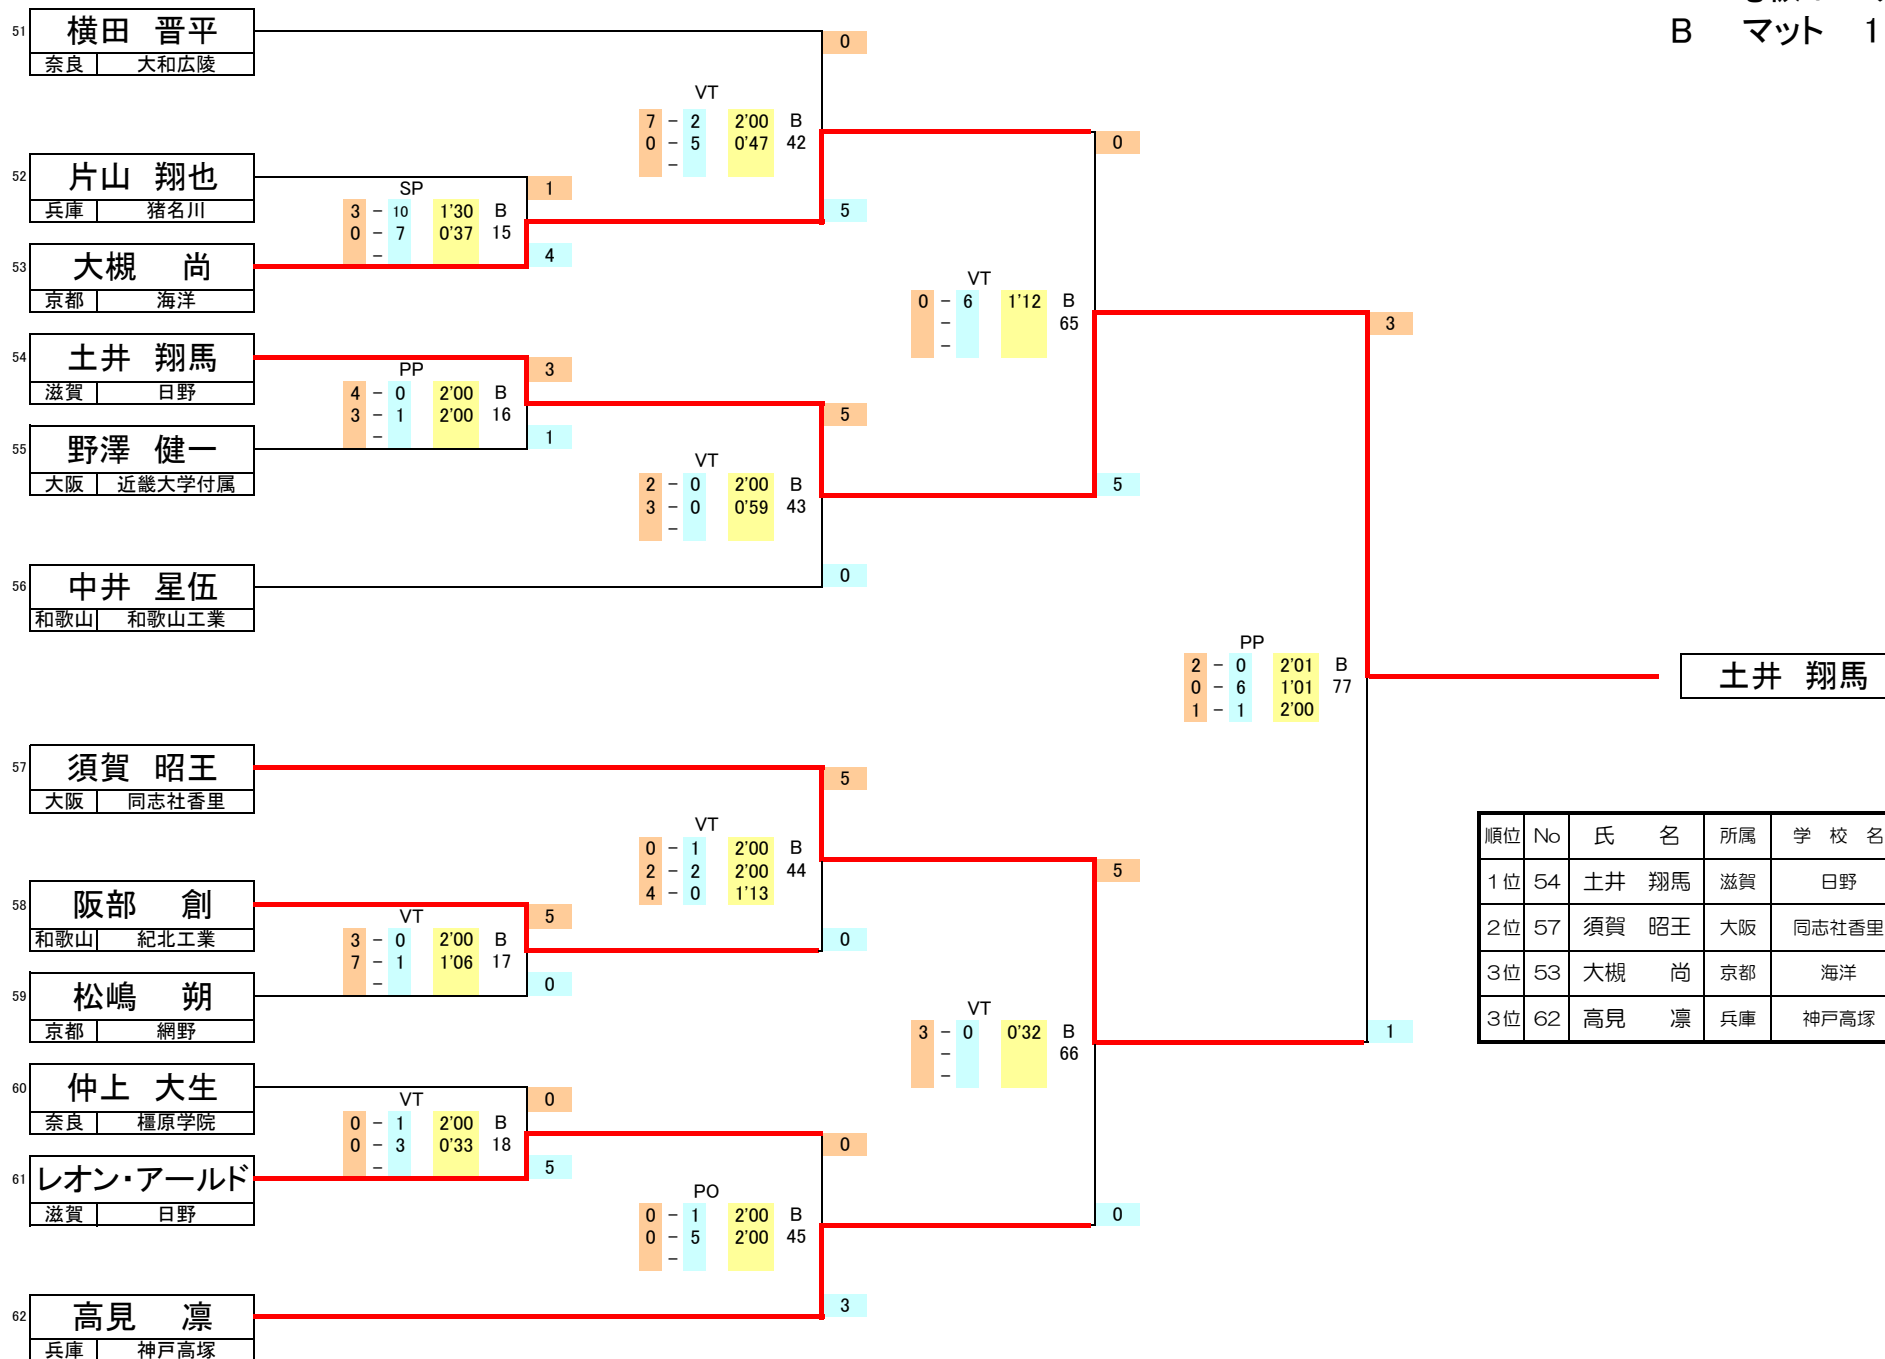 B マット 1
51 横田 晋平
奈良 大和広陵
0
VT
7 - 2 2'00 B
0 - 5 0'47 42
-
0
52 片山 翔也
兵庫 猪名川
SP
1
3 - 10 1'30 B
0 - 7 0'37 15
-
5
4
53 大槻 尚
京都 海洋
VT
0 - 6 1'12 B
- 65
-
3
54 土井 翔馬
滋賀 日野
PP
3
4 - 0 2'00 B
3 - 1 2'00 16
-
5
1
55 野澤 健一
大阪 近畿大学付属
VT
2 - 0 2'00 B
3 - 0 0'59 43
-
5
0
56 中井 星伍
和歌山 和歌山工業
PP
2 - 0 2'01 B
0 - 6 1'01 77
1 - 1 2'00
土井 翔馬
57 須賀 昭王
大阪 同志社香里
5
VT
0 - 1 2'00 B
2 - 2 2'00 44
4 - 0 1'13
5
58 阪部 創
和歌山 紀北工業
VT
5
3 - 0 2'00 B
7 - 1 1'06 17
-
0
0
59 松嶋 朔
京都 網野
VT
3 - 0 0'32 B
- 66
-
1
60 仲上 大生
奈良 橿原学院
VT
0
0 - 1 2'00 B
0 - 3 0'33 18
-
0
5
61 レオン・アールド
滋賀 日野
PO
0 - 1 2'00 B
0 - 5 2'00 45
-
0
3
62 高見 凛
兵庫 神戸高塚
順位 No 氏 名 所属 学 校 名
1位 54 土井 翔馬 滋賀 日野
2位 57 須賀 昭王 大阪 同志社香里
3位 53 大槻 尚 京都 海洋
3位 62 高見 凛 兵庫 神戸高塚